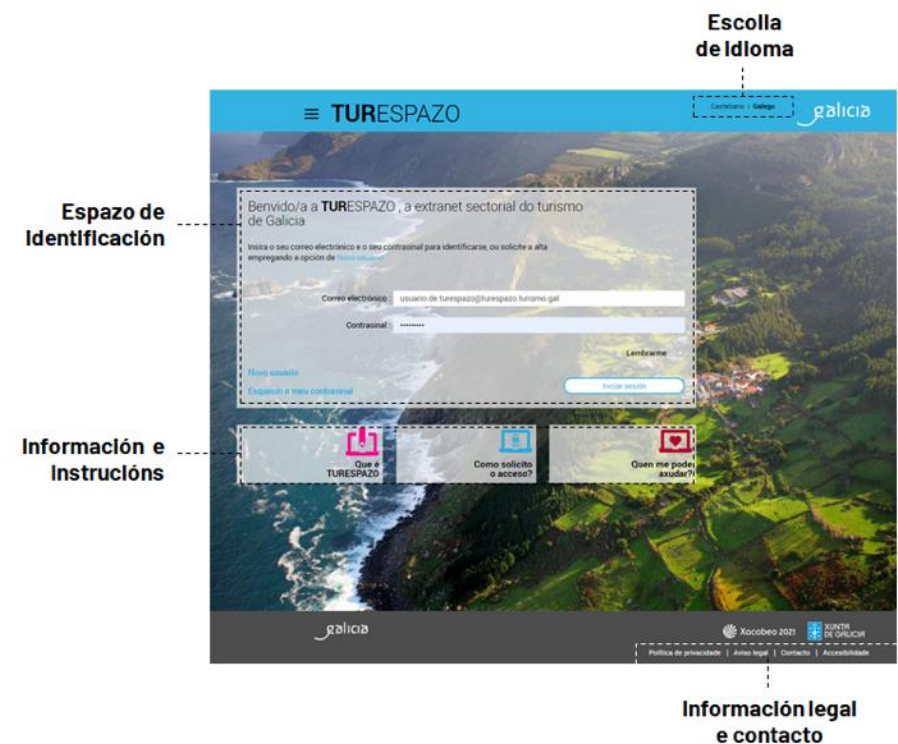 Escolla
de Idioma
≡ TURESPAZO
Castellano | Galego
galicia
Espazo de
Identificación
Benvido/a a TURESPAZO , a extranet sectorial do turismo
de Galicia
Insira o seu correo electrónico e o seu contrasinal para identificarse, ou solicite a alta
empregando a opción de Novo usuario
Correo electrónico :
usuario.de.turespazo@turespazo.turismo.gal
Contrasinal :
•••••••••
Lembrarme
Novo usuario
Esquecín o meu contrasinal
Iniciar sesión
Información e
instrucións
Que é
TURESPAZO
Como solicito
o acceso?
Quen me pode
axudar?
galicia
Xacobeo 2021
XUNTA
DE GALICIA
Política de privacidade | Aviso legal | Contacto | Accesibilidade
Información legal
e contacto